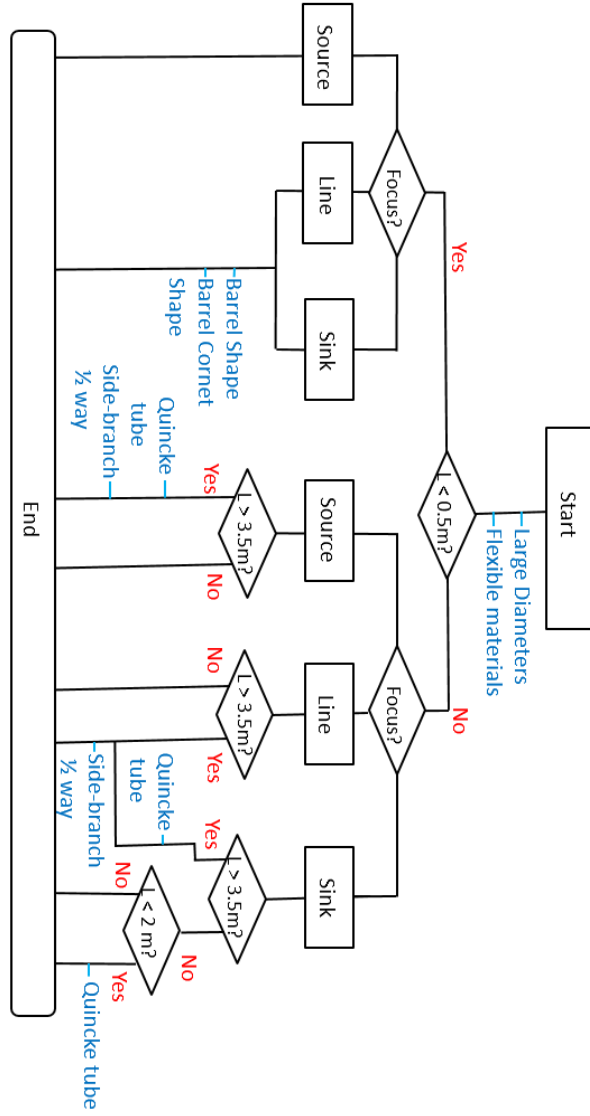 Start
Large Diameters
Flexible materials
L < 0.5m?
Yes
No
Focus?
Focus?
Source
Line
Sink
Source
Line
Sink
Barrel Shape
Barrel Cornet
Shape
L > 3.5m?
L > 3.5m?
L > 3.5m?
Yes
No
No
Yes
Yes
No
Quincke
tube
Side-branch
½ way
Quincke
tube
Side-branch
½ way
L < 2 m?
No
Yes
Quincke tube
End